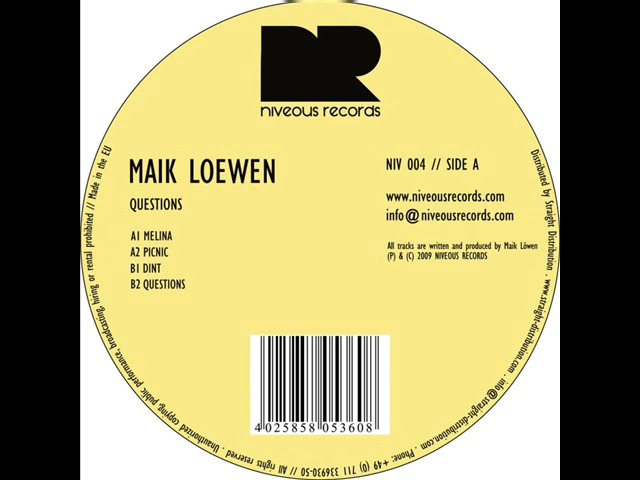 niveous records
MAIK LOEWEN
QUESTIONS
A1 MELINA
A2 PICNIC
B1 DINT
B2 QUESTIONS
NIV 004 // SIDE A
www.niveousrecords.com
info@niveousrecords.com
All tracks are written and produced by Maik Löwen
(P) & (C) 2009 NIVEOUS RECORDS
4 025858 053608
Distributed by Straight Distribution . www.straight-distribution.com . info@straight-distribution.com . Phone: +49 (0) 711 336930-50 // All rights reserved . Unauthorized copying, public performance, broadcasting, hiring or rental prohibited // Made in the EU